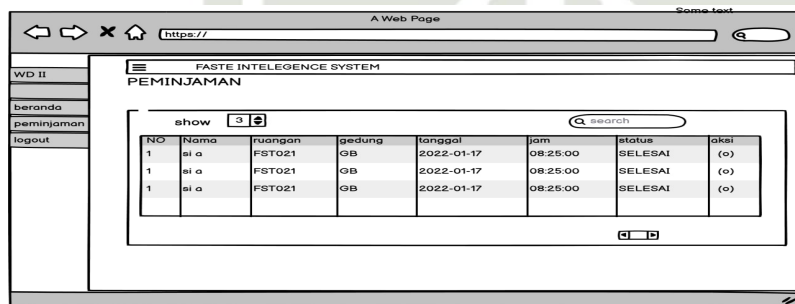 Some text
A Web Page
https://
WD II
beranda
peminjaman
logout
FASTE INTELEGENCE SYSTEM
PEMINJAMAN
show 3 search
NO Nama ruangan gedung tanggal jam status aksi
1 si a FST021 GB 2022-01-17 08:25:00 SELESAI (o)
1 si a FST021 GB 2022-01-17 08:25:00 SELESAI (o)
1 si a FST021 GB 2022-01-17 08:25:00 SELESAI (o)